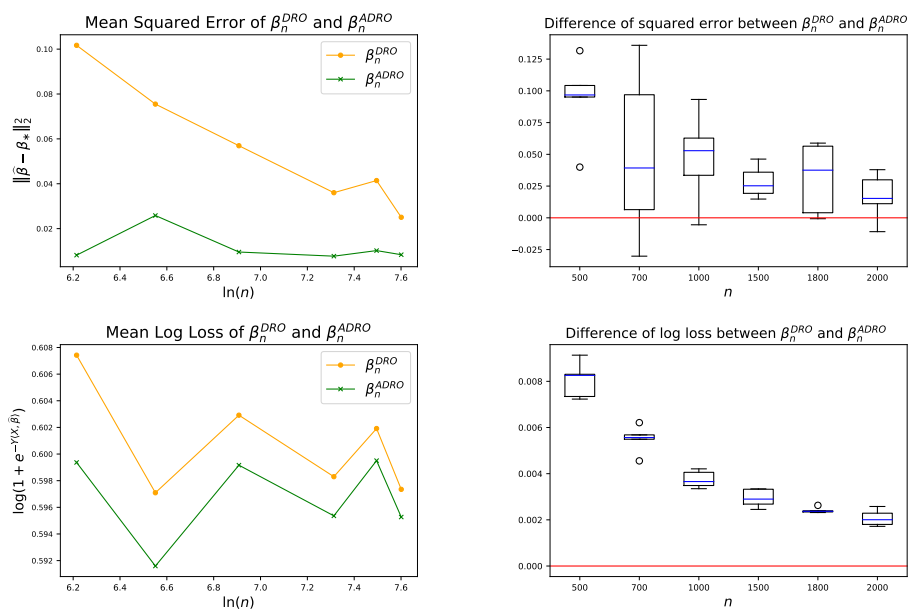 Mean Squared Error of β_n^{DRO} and β_n^{ADRO}
β_n^{DRO}
β_n^{ADRO}
0.10
0.08
0.06
0.04
0.02
‖β̂ − β_*‖_2^2
6.2 6.4 6.6 6.8 7.0 7.2 7.4 7.6
ln(n)
Difference of squared error between β_n^{DRO} and β_n^{ADRO}
0.125
0.100
0.075
0.050
0.025
0.000
−0.025
500 700 1000 1500 1800 2000
n
Mean Log Loss of β_n^{DRO} and β_n^{ADRO}
β_n^{DRO}
β_n^{ADRO}
0.608
0.606
0.604
0.602
0.600
0.598
0.596
0.594
0.592
log(1 + e^{−Y⟨X, β̂⟩})
6.2 6.4 6.6 6.8 7.0 7.2 7.4 7.6
ln(n)
Difference of log loss between β_n^{DRO} and β_n^{ADRO}
0.008
0.006
0.004
0.002
0.000
500 700 1000 1500 1800 2000
n